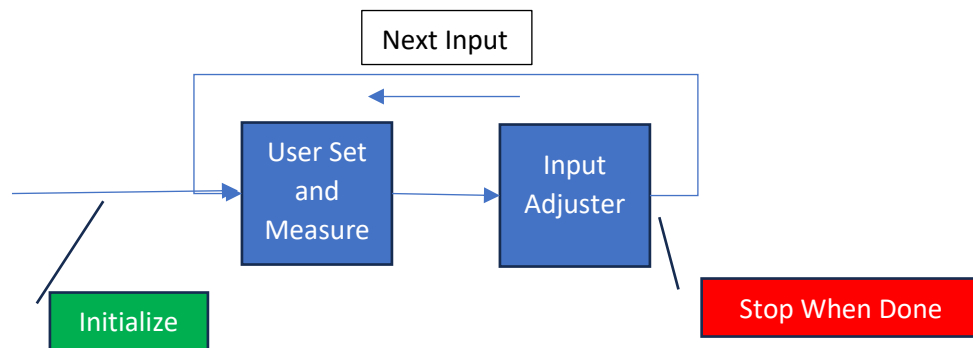 Next Input
User Set
and
Measure
Input
Adjuster
Initialize
Stop When Done